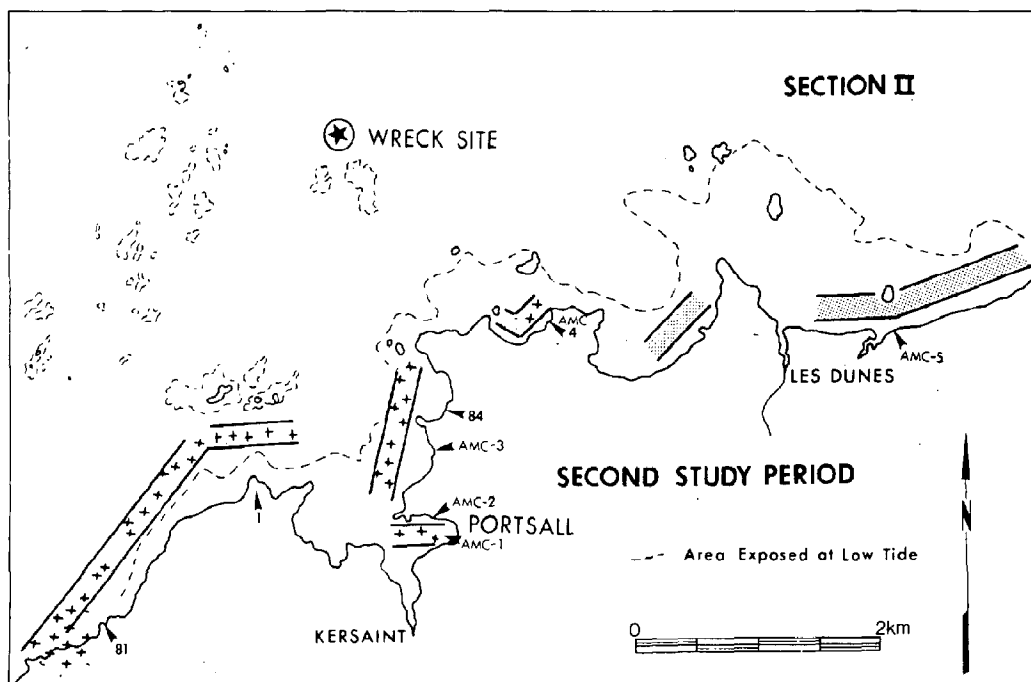 SECTION II
WRECK SITE
AMC
4
AMC-5
LES DUNES
84
AMC-3
SECOND STUDY PERIOD
1
AMC-2
PORTSALL
AMC-1
N
Area Exposed at Low Tide
KERSAINT
0 2km
81